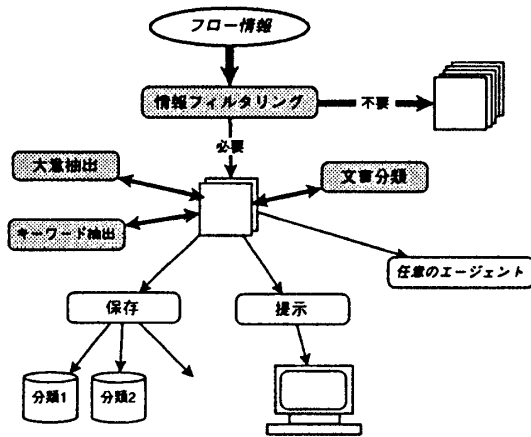 フロー情報
情報フィルタリング
不要
必要
大意抽出
文書分類
キーワード抽出
任意のエージェント
保存
提示
分類1
分類2